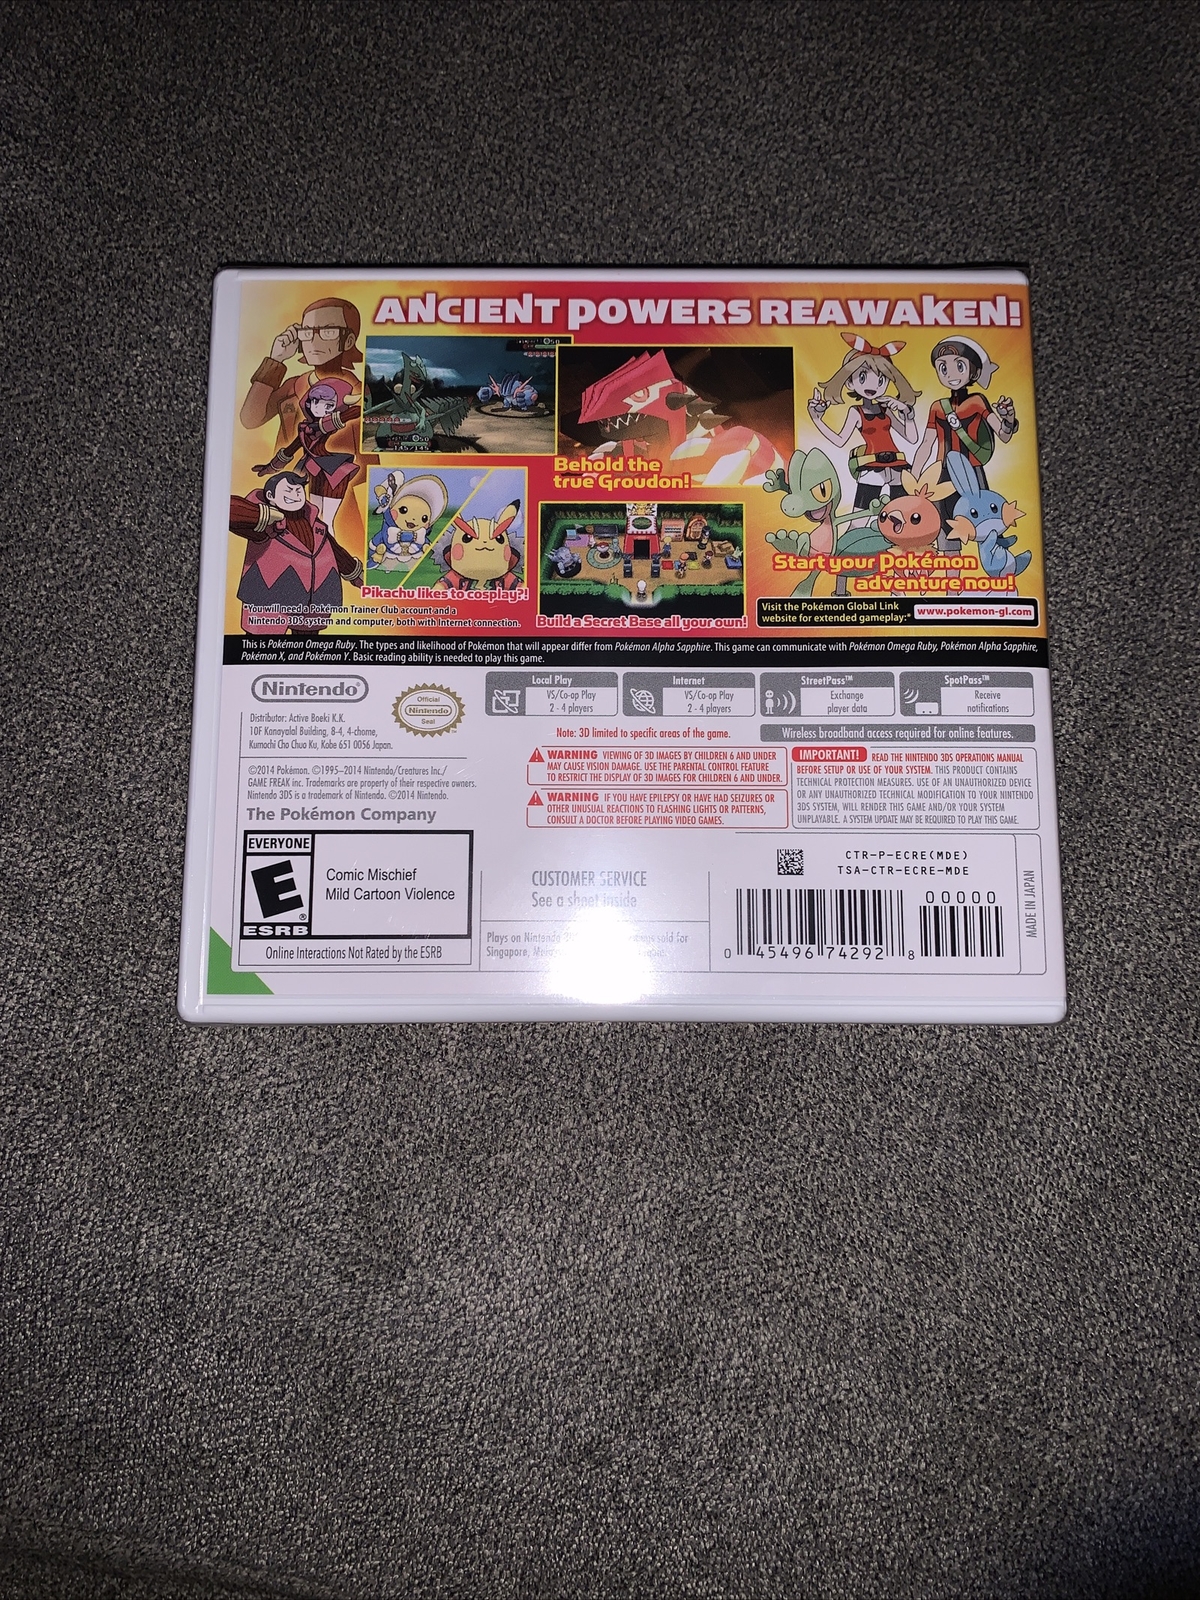 ANCIENT POWERS REAWAKEN!
Behold the
true Groudon!
Pikachu likes to cosplay?!
Build a Secret Base all your own!
Start your Pokémon
adventure now!
*You will need a Pokémon Trainer Club account and a
Nintendo 3DS system and computer, both with Internet connection.
Visit the Pokémon Global Link
website for extended gameplay:*
www.pokemon-gl.com
This is Pokémon Omega Ruby. The types and likelihood of Pokémon that will appear differ from Pokémon Alpha Sapphire. This game can communicate with Pokémon Omega Ruby, Pokémon Alpha Sapphire,
Pokémon X, and Pokémon Y. Basic reading ability is needed to play this game.
Nintendo®
Official
Nintendo
Seal
Distributor: Active Boeki K.K.
10F Kanayalal Building, 8-4, 4-chome,
Kumochi Cho Chuo Ku, Kobe 651 0056 Japan.
Local Play
VS/Co-op Play
2 - 4 players
Internet
VS/Co-op Play
2 - 4 players
StreetPass™
Exchange
player data
SpotPass™
Receive
notifications
Note: 3D limited to specific areas of the game.
Wireless broadband access required for online features.
WARNING VIEWING OF 3D IMAGES BY CHILDREN 6 AND UNDER
MAY CAUSE VISION DAMAGE. USE THE PARENTAL CONTROL FEATURE
TO RESTRICT THE DISPLAY OF 3D IMAGES FOR CHILDREN 6 AND UNDER.
WARNING IF YOU HAVE EPILEPSY OR HAVE HAD SEIZURES OR
OTHER UNUSUAL REACTIONS TO FLASHING LIGHTS OR PATTERNS,
CONSULT A DOCTOR BEFORE PLAYING VIDEO GAMES.
IMPORTANT! READ THE NINTENDO 3DS OPERATIONS MANUAL
BEFORE SETUP OR USE OF YOUR SYSTEM. THIS PRODUCT CONTAINS
TECHNICAL PROTECTION MEASURES. USE OF AN UNAUTHORIZED DEVICE
OR ANY UNAUTHORIZED TECHNICAL MODIFICATION TO YOUR NINTENDO
3DS SYSTEM, WILL RENDER THIS GAME AND/OR YOUR SYSTEM
UNPLAYABLE. A SYSTEM UPDATE MAY BE REQUIRED TO PLAY THIS GAME.
©2014 Pokémon. ©1995–2014 Nintendo/Creatures Inc./
GAME FREAK inc. Trademarks are property of their respective owners.
Nintendo 3DS is a trademark of Nintendo. ©2014 Nintendo.
The Pokémon Company
EVERYONE
E
ESRB
Comic Mischief
Mild Cartoon Violence
Online Interactions Not Rated by the ESRB
CUSTOMER SERVICE
See a sheet inside
Plays on Nintendo sold for
Singapore,
CTR-P-ECRE(MDE)
TSA-CTR-ECRE-MDE
00000
0 45496 74292 8
MADE IN JAPAN